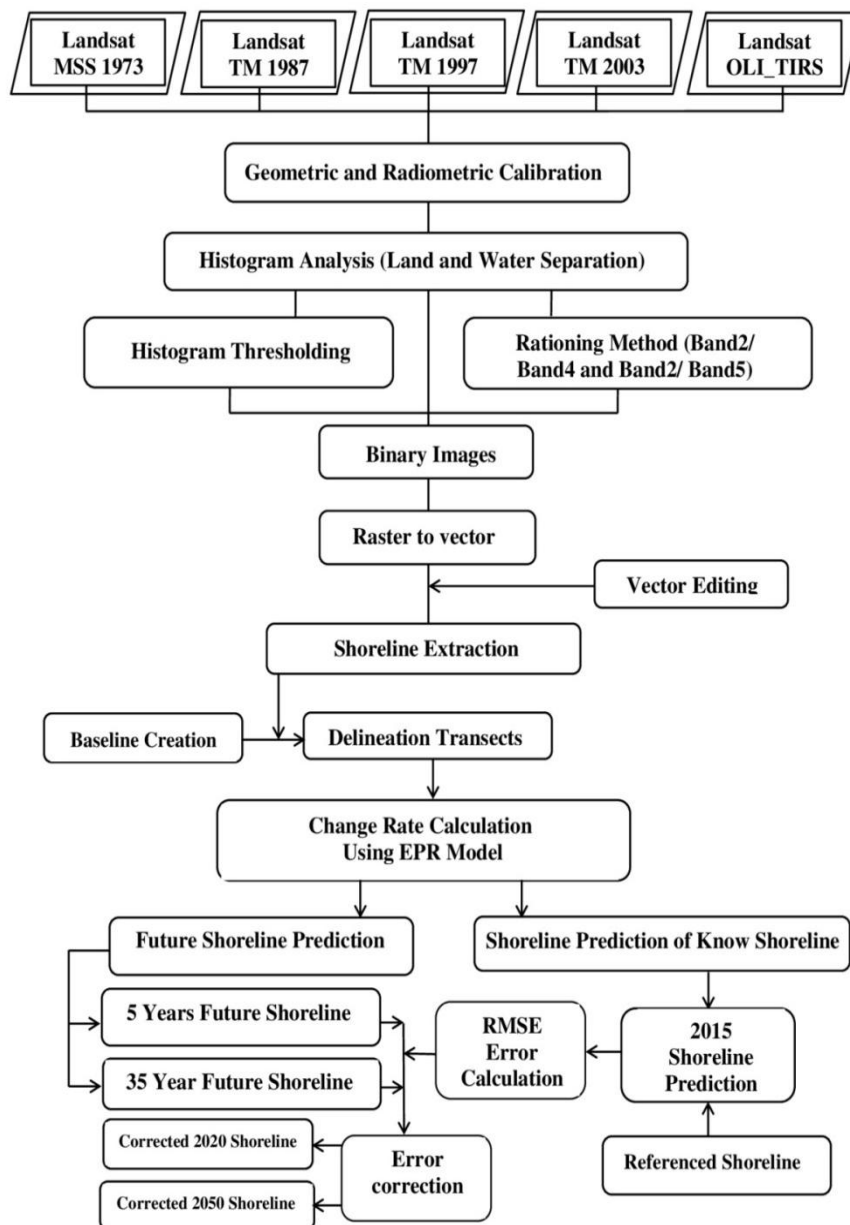 Landsat
MSS 1973
Landsat
TM 1987
Landsat
TM 1997
Landsat
TM 2003
Landsat
OLI_TIRS
Geometric and Radiometric Calibration
Histogram Analysis (Land and Water Separation)
Histogram Thresholding
Rationing Method (Band2/
Band4 and Band2/ Band5)
Binary Images
Raster to vector
Vector Editing
Shoreline Extraction
Baseline Creation
Delineation Transects
Change Rate Calculation
Using EPR Model
Future Shoreline Prediction
Shoreline Prediction of Know Shoreline
5 Years Future Shoreline
RMSE
Error
Calculation
2015
Shoreline
Prediction
35 Year Future Shoreline
Corrected 2020 Shoreline
Error
correction
Referenced Shoreline
Corrected 2050 Shoreline